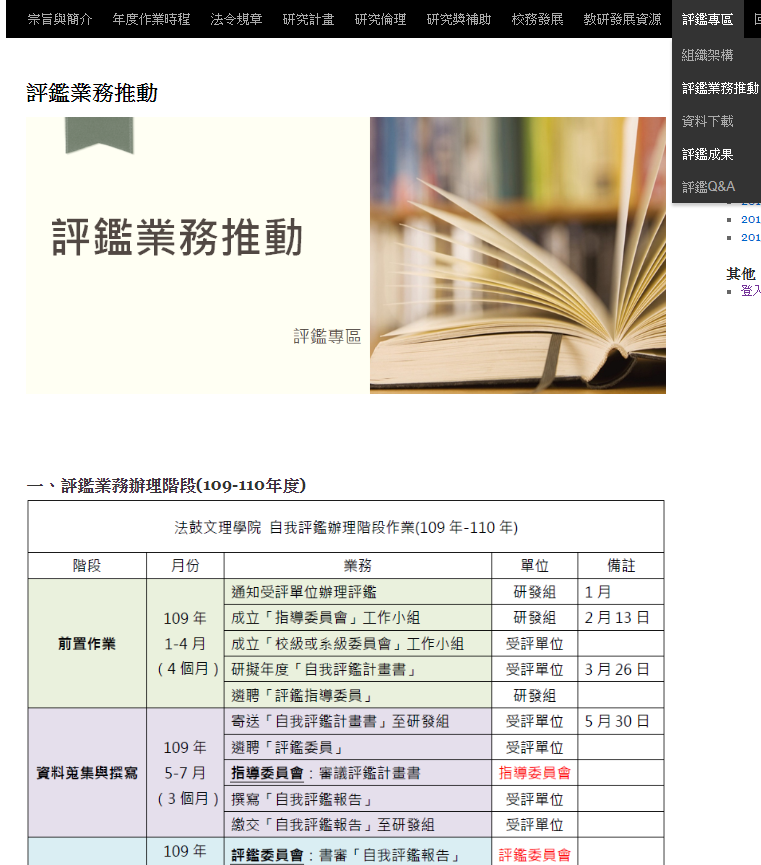 宗旨與簡介 年度作業時程 法令規章 研究計畫 研究倫理 研究獎補助 校務發展 教研發展資源 評鑑專區
組織架構
評鑑業務推動
資料下載
評鑑成果
評鑑Q&A
評鑑業務推動
評鑑業務推動
評鑑專區
201
201
其他
登入
一、評鑑業務辦理階段(109-110年度)
法鼓文理學院 自我評鑑辦理階段作業(109 年-110 年)
階段 月份 業務 單位 備註
前置作業
109 年
1-4 月
(4 個月)
通知受評單位辦理評鑑 研發組 1 月
成立「指導委員會」工作小組 研發組 2 月 13 日
成立「校級或系級委員會」工作小組 受評單位
研擬年度「自我評鑑計畫書」 受評單位 3 月 26 日
遴聘「評鑑指導委員」 研發組
資料蒐集與撰寫
109 年
5-7 月
(3 個月)
寄送「自我評鑑計畫書」至研發組 受評單位 5 月 30 日
遴聘「評鑑委員」 受評單位
指導委員會：審議評鑑計畫書 指導委員會
撰寫「自我評鑑報告」 受評單位
繳交「自我評鑑報告」至研發組 受評單位
109 年
評鑑委員會：書審「自我評鑑報告」 評鑑委員會